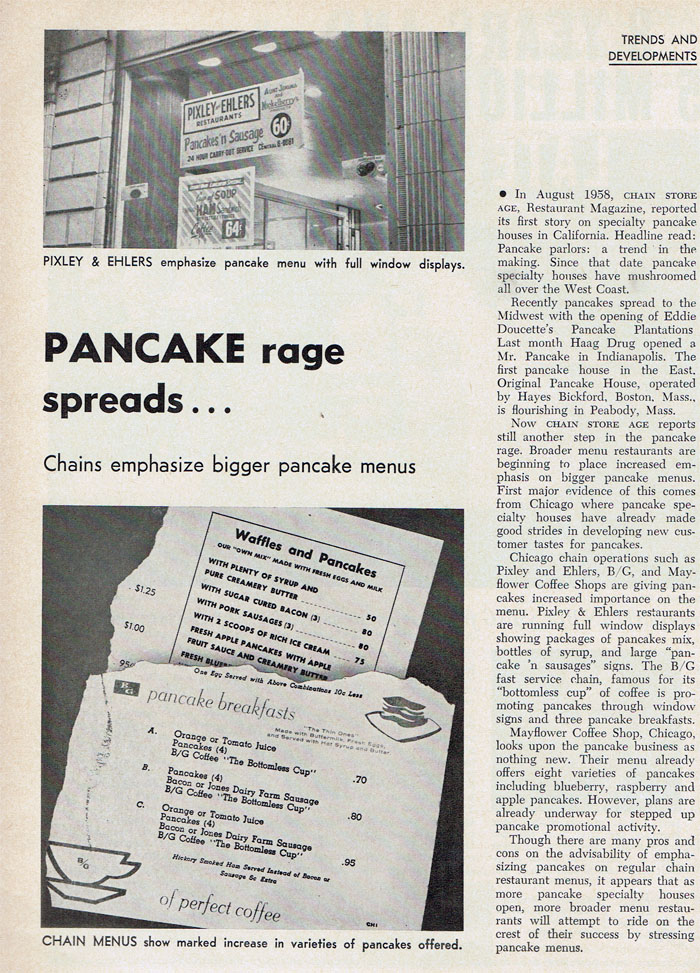 TRENDS AND
DEVELOPMENTS
PIXLEY AND EHLERS
RESTAURANTS
AUNT JEMIMA
AND
Pancakes 'n Sausage
60¢
24 HOUR CARRY-OUT SERVICE
SOUP
HAM
Coffee
64¢
PIXLEY & EHLERS emphasize pancake menu with full window displays.
PANCAKE rage
spreads...
Chains emphasize bigger pancake menus
Waffles and Pancakes
OUR "OWN MIX" MADE WITH FRESH EGGS AND MILK
WITH PLENTY OF SYRUP AND
PURE CREAMERY BUTTER 50
WITH SUGAR CURED BACON (3) 80
WITH PORK SAUSAGES (3) 80
WITH 2 SCOOPS OF RICH ICE CREAM 75
FRESH APPLE PANCAKES WITH APPLE
FRUIT SAUCE AND CREAMERY BUTTER
FRESH BLUEB
$1.25
$1.00
95¢
One Egg Served with Above Combinations 10c Less
B/G
pancake breakfasts
"The Thin Ones"
Made with Buttermilk, Fresh Eggs,
and Served with Hot Syrup and Butter
A. Orange or Tomato Juice
Pancakes (4)
B/G Coffee "The Bottomless Cup" .70
B. Pancakes (4)
Bacon or Jones Dairy Farm Sausage
B/G Coffee "The Bottomless Cup" .80
C. Orange or Tomato Juice
Pancakes (4)
Bacon or Jones Dairy Farm Sausage
B/G Coffee "The Bottomless Cup" .95
Hickory Smoked Ham Served Instead of Bacon or
Sausage 5c Extra
B/G
of perfect coffee
CHI
CHAIN MENUS show marked increase in varieties of pancakes offered.
● In August 1958, CHAIN STORE
AGE, Restaurant Magazine, reported
its first story on specialty pancake
houses in California. Headline read:
Pancake parlors: a trend in the
making. Since that date pancake
specialty houses have mushroomed
all over the West Coast.
Recently pancakes spread to the
Midwest with the opening of Eddie
Doucette's Pancake Plantations
Last month Haag Drug opened a
Mr. Pancake in Indianapolis. The
first pancake house in the East,
Original Pancake House, operated
by Hayes Bickford, Boston, Mass.,
is flourishing in Peabody, Mass.
Now CHAIN STORE AGE reports
still another step in the pancake
rage. Broader menu restaurants are
beginning to place increased em-
phasis on bigger pancake menus.
First major evidence of this comes
from Chicago where pancake spe-
cialty houses have already made
good strides in developing new cus-
tomer tastes for pancakes.
Chicago chain operations such as
Pixley and Ehlers, B/G, and May-
flower Coffee Shops are giving pan-
cakes increased importance on the
menu. Pixley & Ehlers restaurants
are running full window displays
showing packages of pancakes mix,
bottles of syrup, and large "pan-
cake 'n sausages" signs. The B/G
fast service chain, famous for its
"bottomless cup" of coffee is pro-
moting pancakes through window
signs and three pancake breakfasts.
Mayflower Coffee Shop, Chicago,
looks upon the pancake business as
nothing new. Their menu already
offers eight varieties of pancakes
including blueberry, raspberry and
apple pancakes. However, plans are
already underway for stepped up
pancake promotional activity.
Though there are many pros and
cons on the advisability of empha-
sizing pancakes on regular chain
restaurant menus, it appears that as
more pancake specialty houses
open, more broader menu restau-
rants will attempt to ride on the
crest of their success by stressing
pancake menus.